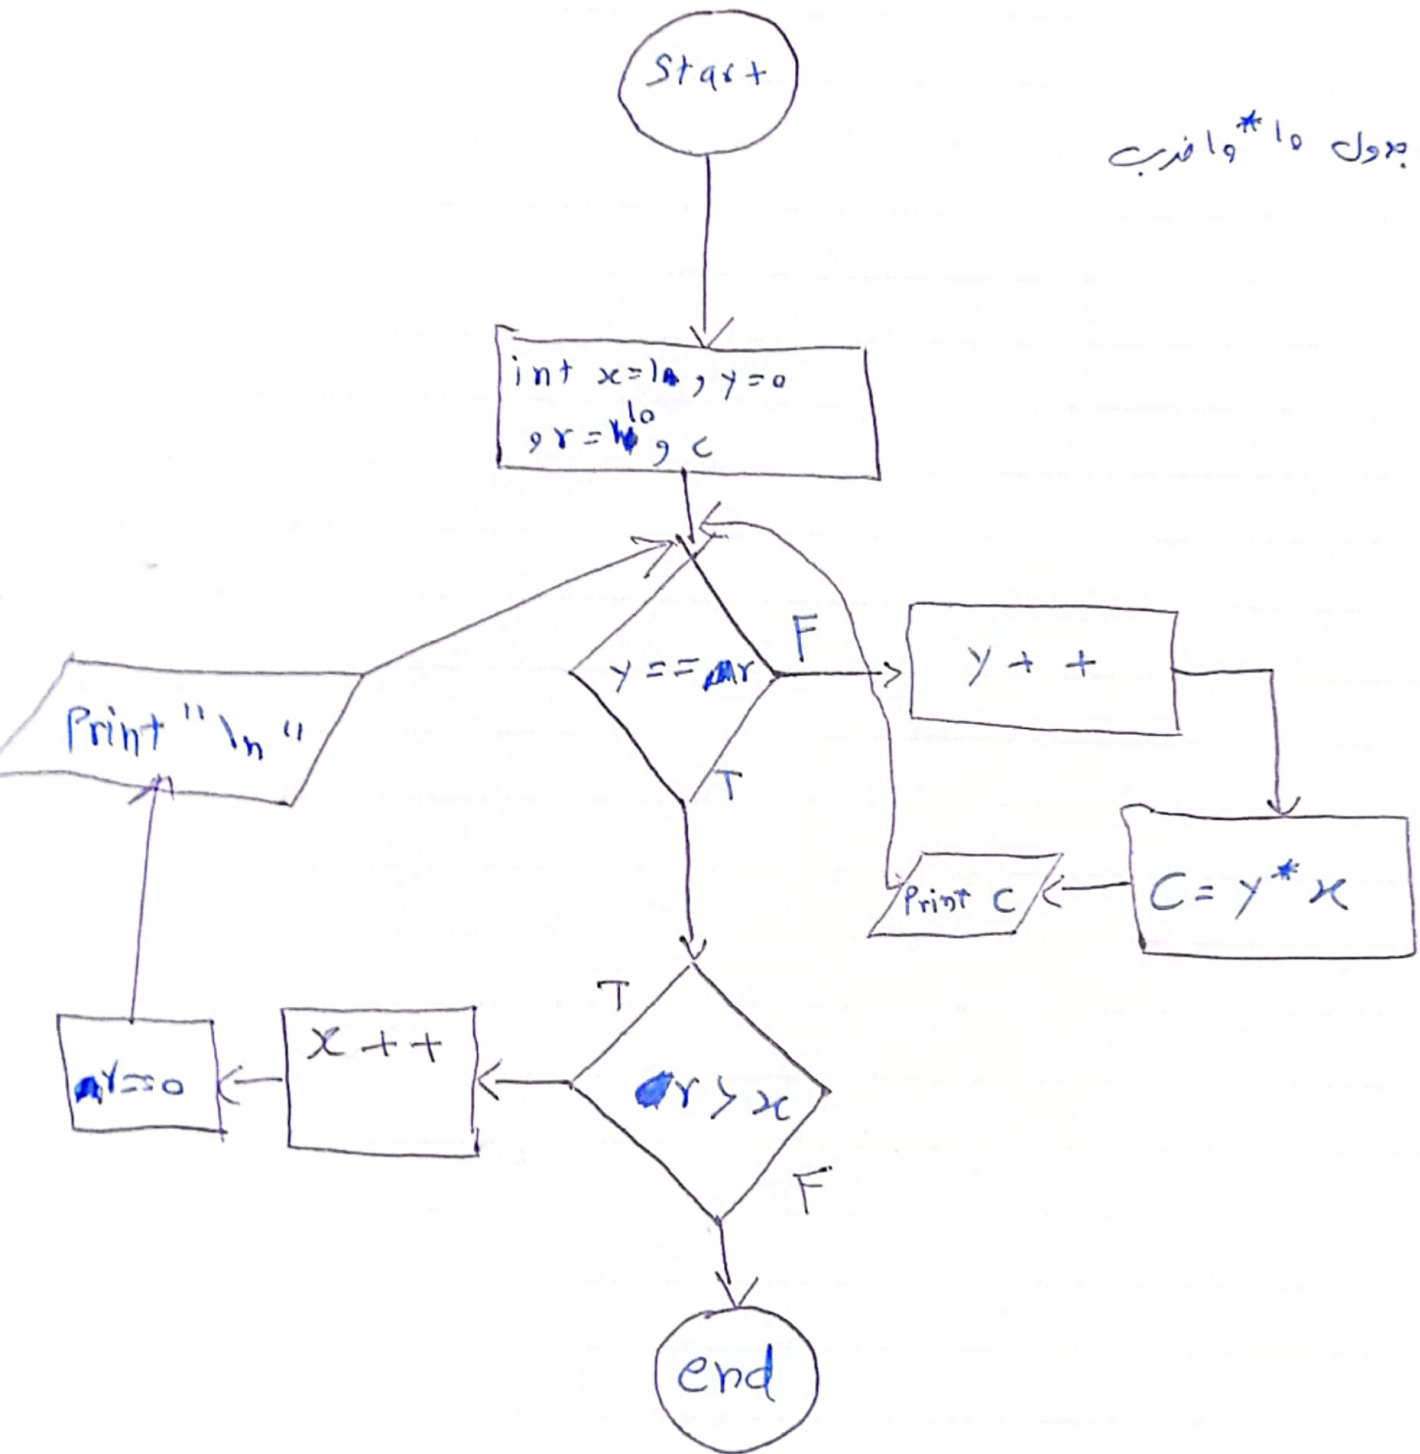 Start
جدول ۱۰*۱۰ ضرب
int x=1, y=0
, r=10, c
y==r
F
T
y++
C=y*x
Print c
Print "\n"
T
r>x
F
x++
r==0
end